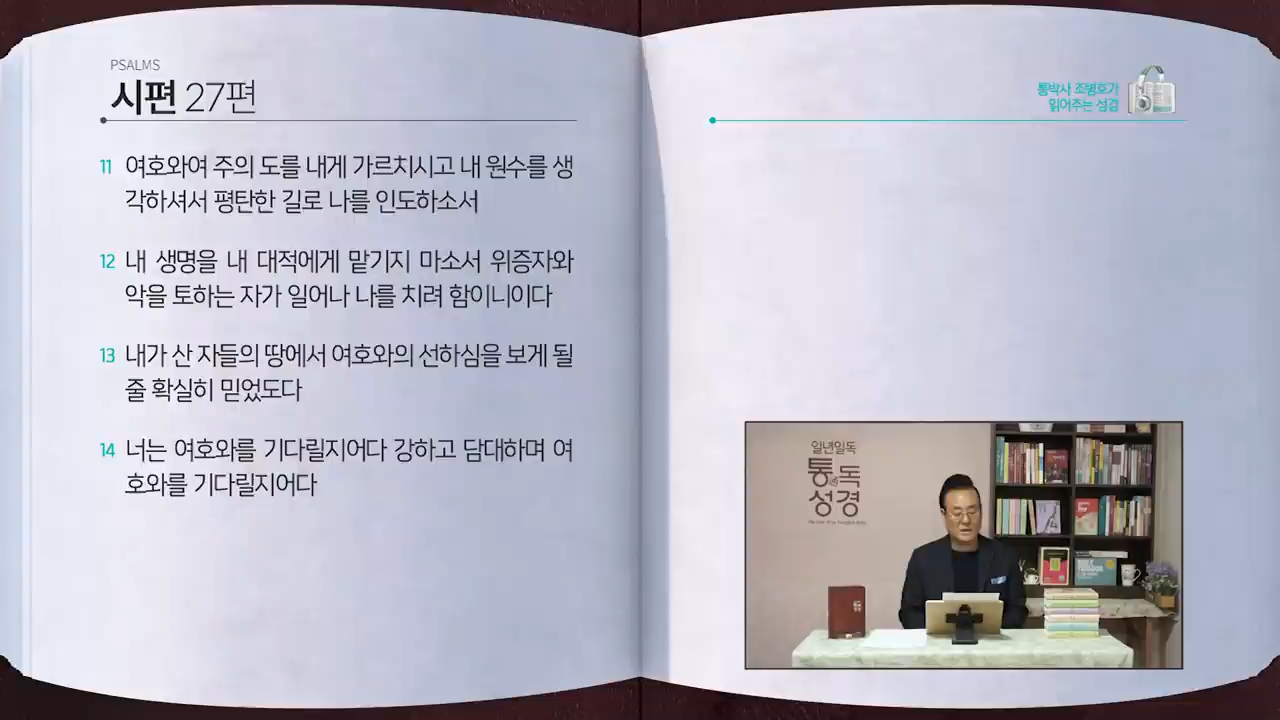 PSALMS
시편 27편
11 여호와여 주의 도를 내게 가르치시고 내 원수를 생
각하셔서 평탄한 길로 나를 인도하소서
12 내 생명을 내 대적에게 맡기지 마소서 위증자와
악을 토하는 자가 일어나 나를 치려 함이니이다
13 내가 산 자들의 땅에서 여호와의 선하심을 보게 될
줄 확실히 믿었도다
14 너는 여호와를 기다릴지어다 강하고 담대하며 여
호와를 기다릴지어다
통박사 조병호가
읽어주는 성경
일년일독
통독
성경